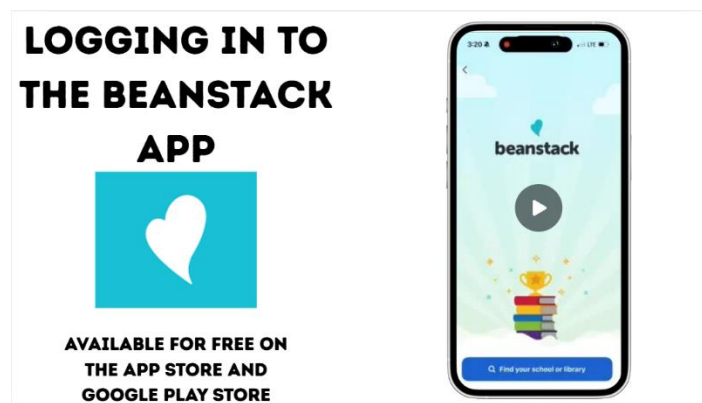 LOGGING IN TO
THE BEANSTACK
APP
AVAILABLE FOR FREE ON
THE APP STORE AND
GOOGLE PLAY STORE
3:20
LTE
beanstack
Find your school or library